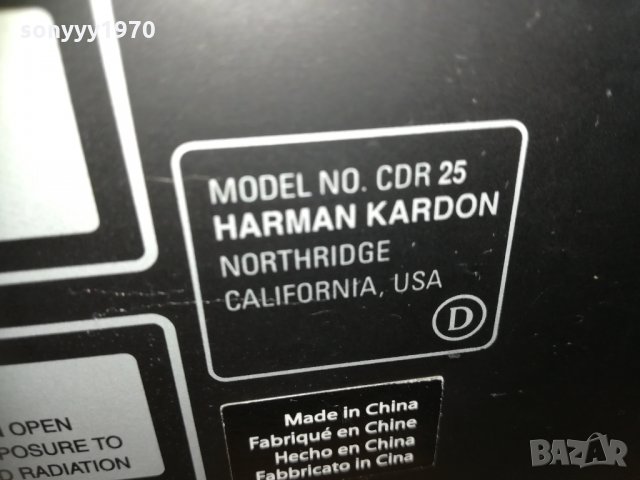 sonyyy1970
MODEL NO. CDR 25
HARMAN KARDON
NORTHRIDGE
CALIFORNIA, USA
D
Made in China
Fabriqué en Chine
Hecho en China
Fabbricato in Cina
OPEN
POSURE TO
RADIATION
BAZAR